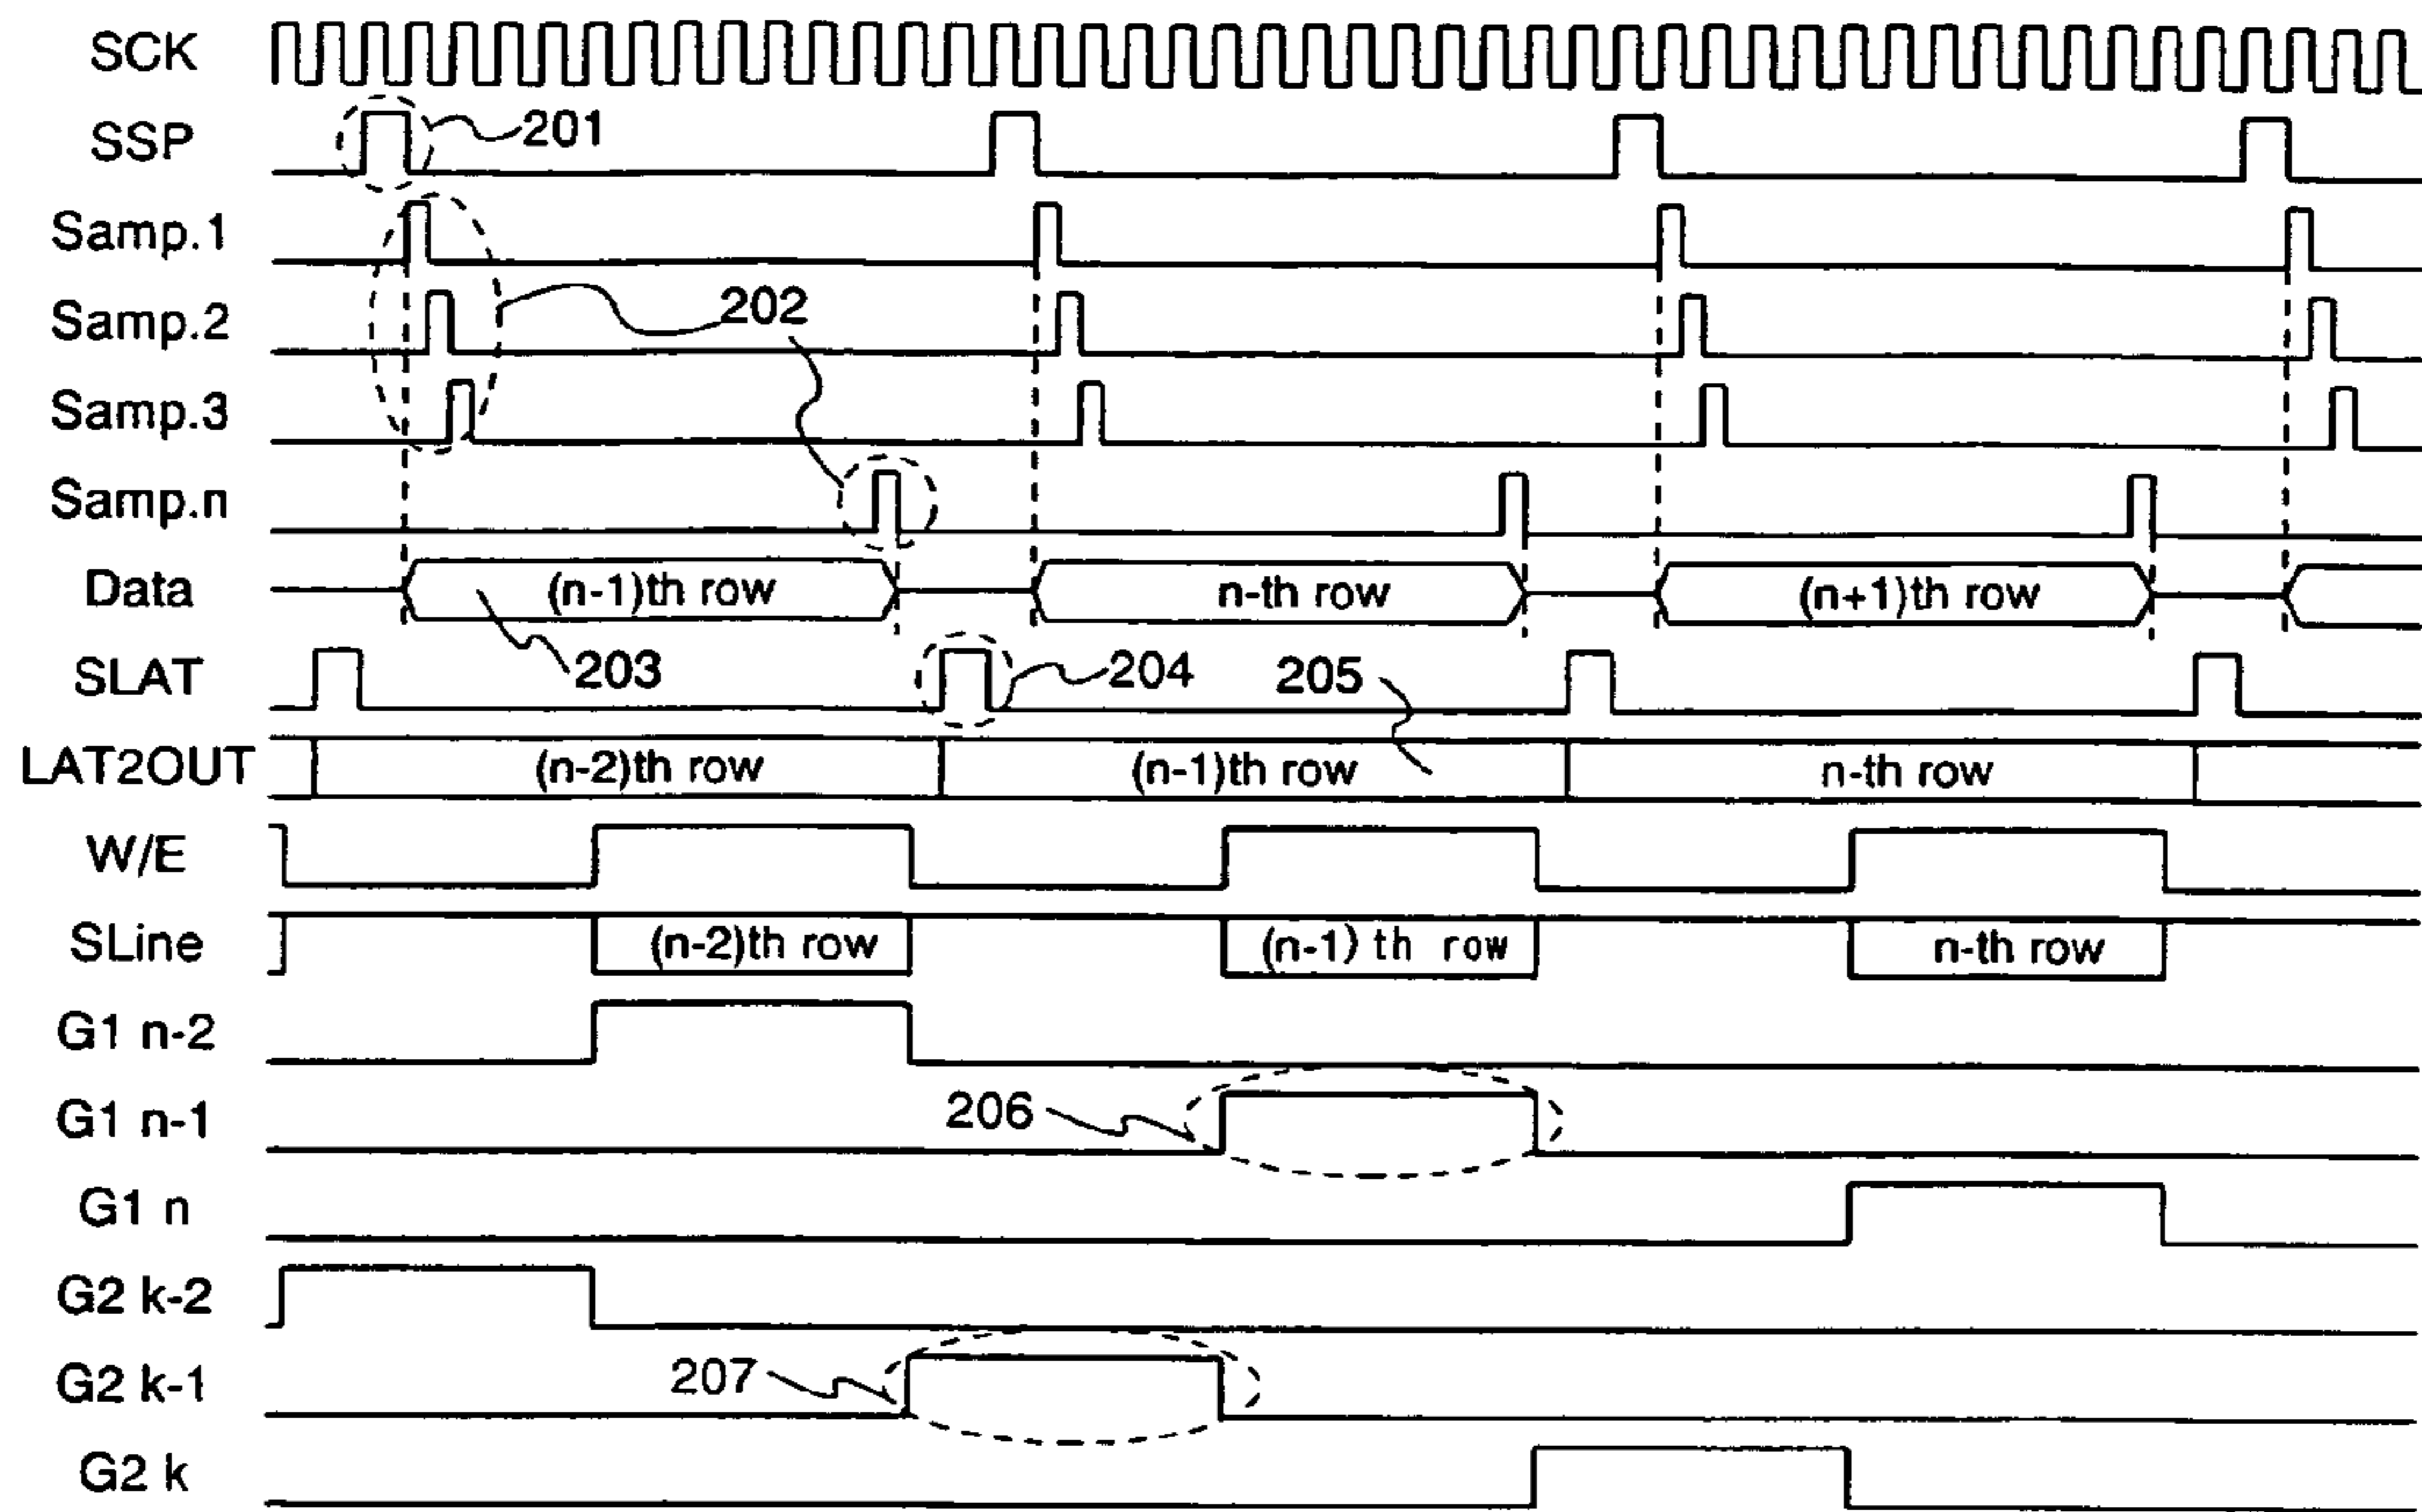 SCK
SSP
201
Samp.1
Samp.2
202
Samp.3
Samp.n
Data (n-1)th row n-th row (n+1)th row
SLAT
203 204 205
LAT2OUT (n-2)th row (n-1)th row n-th row
W/E
SLine (n-2)th row (n-1) th row n-th row
G1 n-2
G1 n-1
206
G1 n
G2 k-2
G2 k-1
207
G2 k